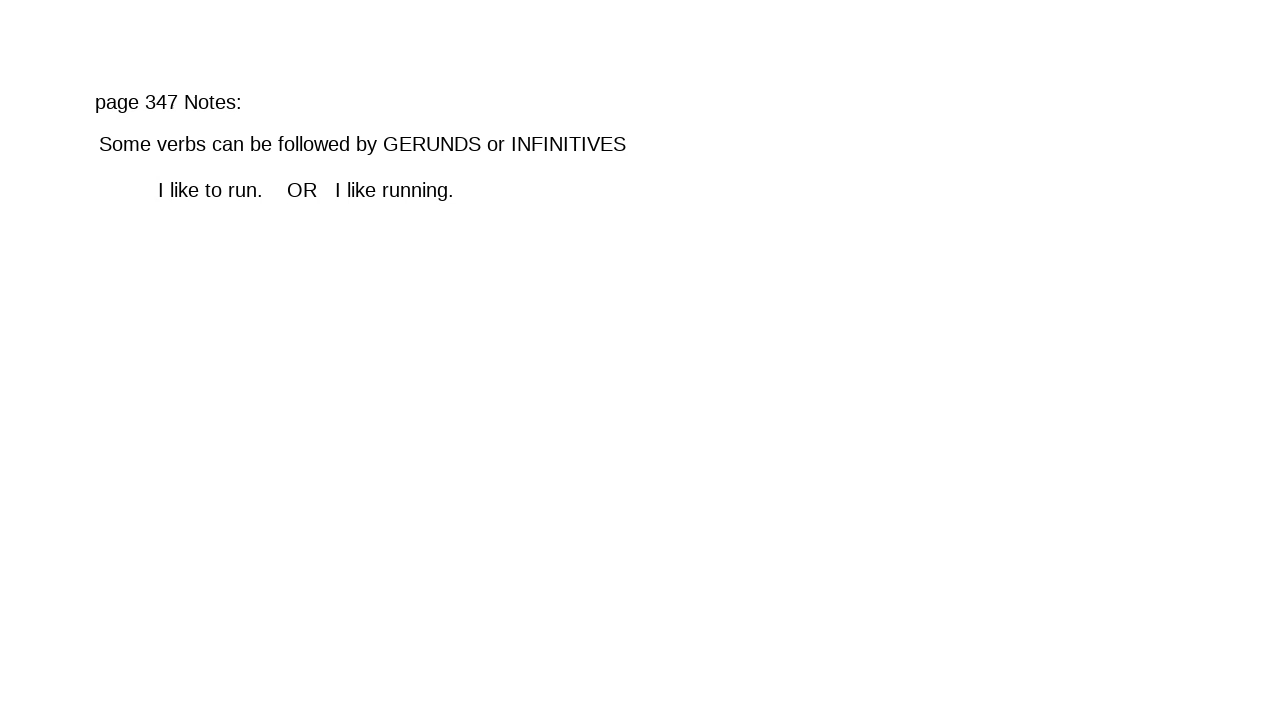 page 347 Notes:
Some verbs can be followed by GERUNDS or INFINITIVES
I like to run.    OR   I like running.